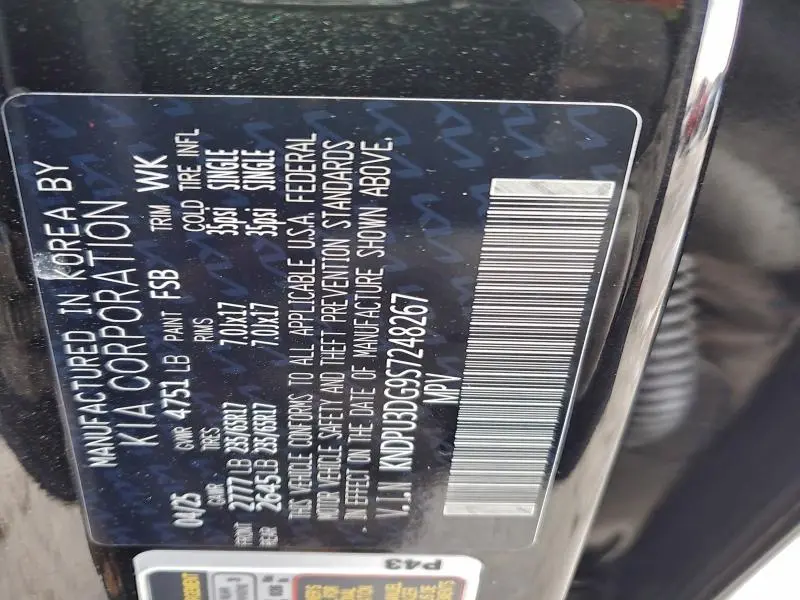 MANUFACTURED IN KOREA BY
KIA CORPORATION
04/25 GVWR 4751 LB PAINT FSB TRIM WK
GAWR TIRES RIMS COLD TIRE INFL
FRONT 2777 LB 235/65R17 7.0Jx17 35psi SINGLE
REAR 2645 LB 235/65R17 7.0Jx17 35psi SINGLE
THIS VEHICLE CONFORMS TO ALL APPLICABLE U.S.A. FEDERAL
MOTOR VEHICLE SAFETY AND THEFT PREVENTION STANDARDS
IN EFFECT ON THE DATE OF MANUFACTURE SHOWN ABOVE.
V.I.N KNDPU3DG9S7248267
MPV
P43